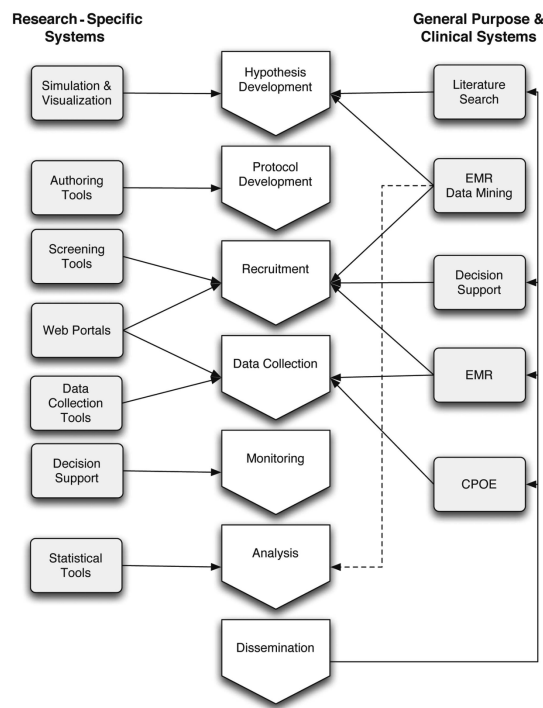 Research - Specific
Systems
General Purpose &
Clinical Systems
Simulation &
Visualization
Hypothesis
Development
Literature
Search
Authoring
Tools
Protocol
Development
EMR
Data Mining
Screening
Tools
Recruitment
Decision
Support
Web Portals
Data Collection
EMR
Data
Collection
Tools
Decision
Support
Monitoring
CPOE
Statistical
Tools
Analysis
Dissemination